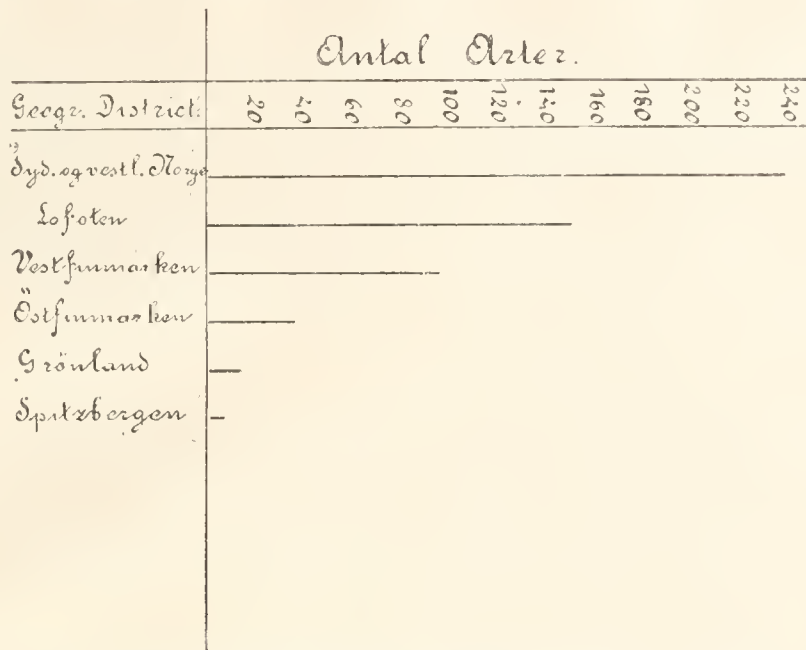 Antal Arter.
Geogr. District. 20 40 60 80 100 120 140 160 180 200 220 240
Syd. og vestl. Norge
Lofoten
Vestfinmarken
Östfinmarken
Grönland
Spitzbergen